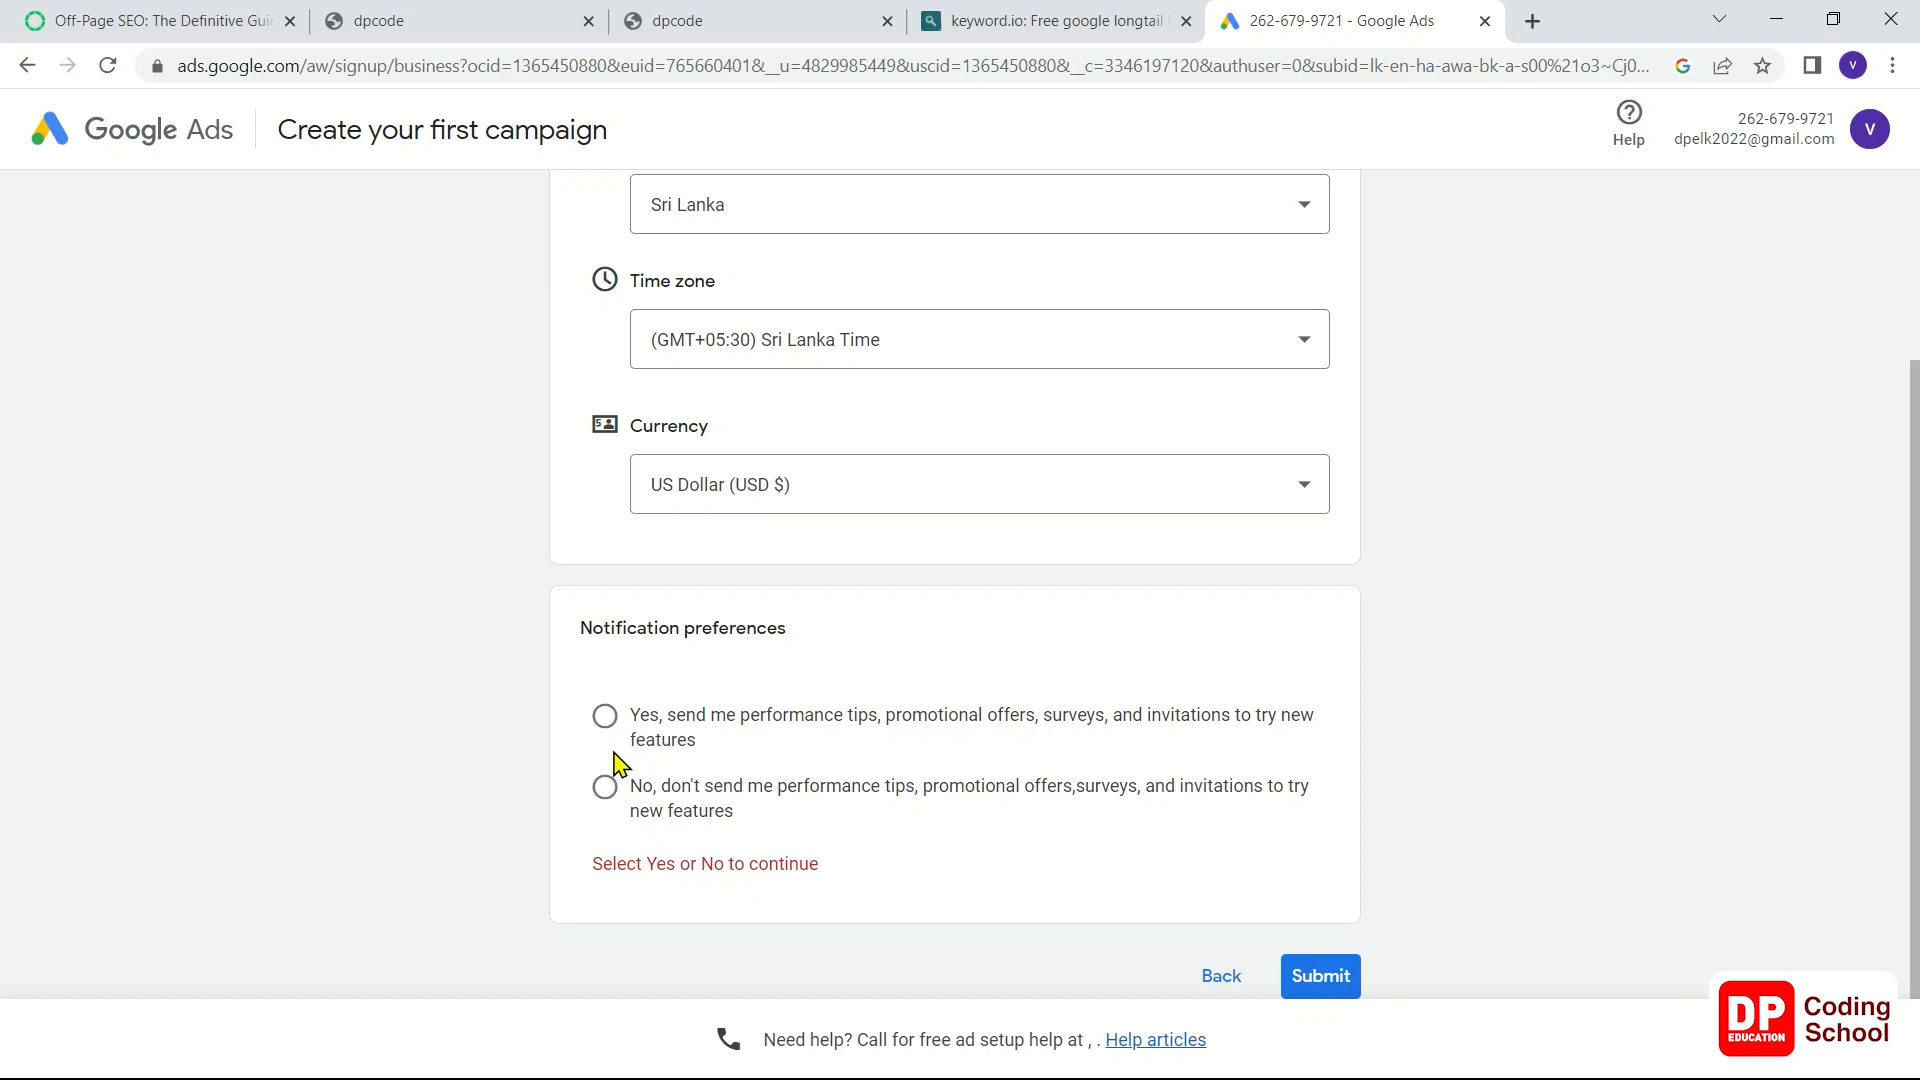 Off-Page SEO: The Definitive Gui
dpcode
dpcode
keyword.io: Free google longtail
262-679-9721 - Google Ads
ads.google.com/aw/signup/business?ocid=1365450880&euid=765660401&__u=4829985449&uscid=1365450880&__c=3346197120&authuser=0&subid=lk-en-ha-awa-bk-a-s00%21o3~Cj0...
V
Google Ads
Create your first campaign
Help
262-679-9721
dpelk2022@gmail.com
V
Sri Lanka
Time zone
(GMT+05:30) Sri Lanka Time
Currency
US Dollar (USD $)
Notification preferences
Yes, send me performance tips, promotional offers, surveys, and invitations to try new
features
No, don't send me performance tips, promotional offers,surveys, and invitations to try
new features
Select Yes or No to continue
Back
Submit
Need help? Call for free ad setup help at , . Help articles
DP
EDUCATION
Coding
School